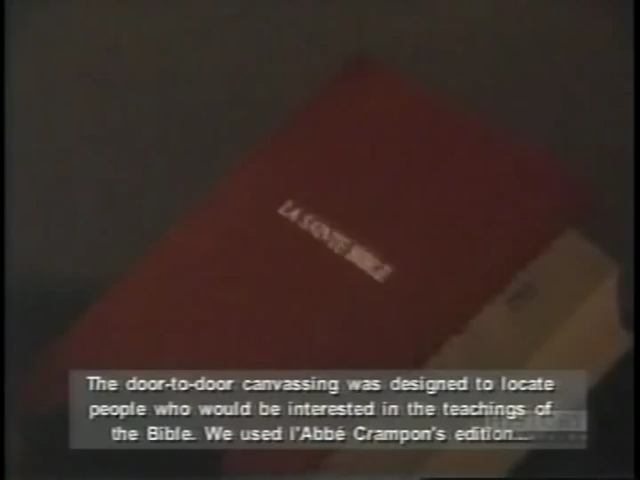 LA SAINTE BIBLE
The door-to-door canvassing was designed to locate
people who would be interested in the teachings of
the Bible. We used l'Abbé Crampon's edition...